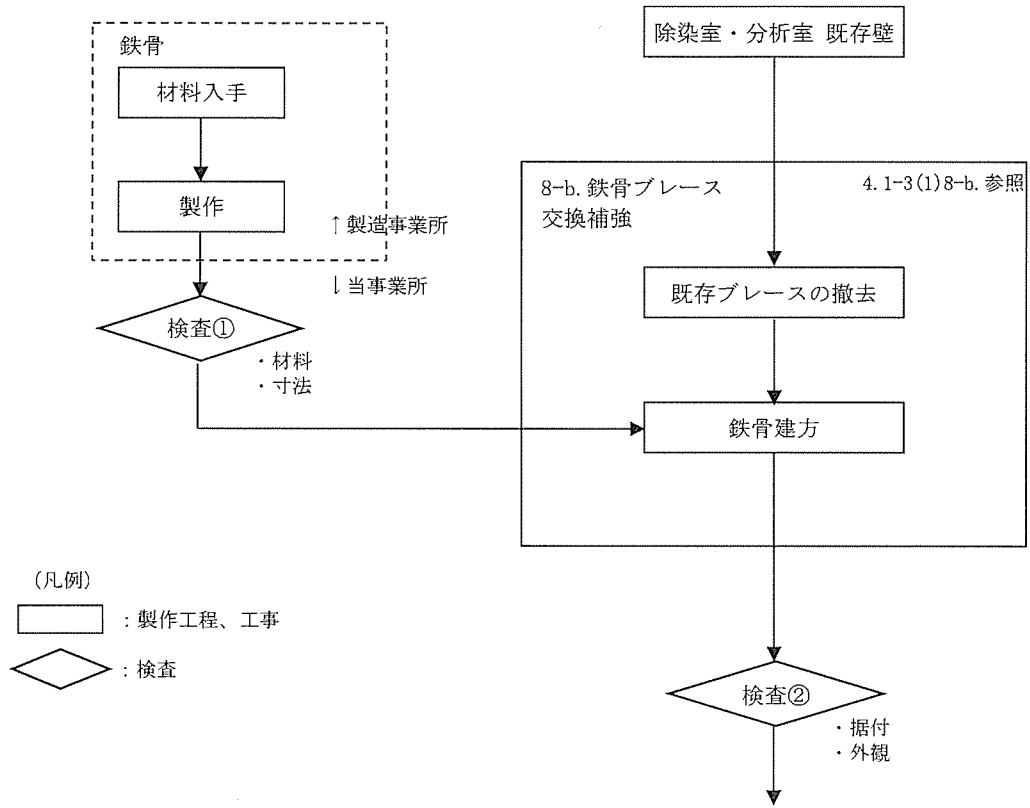 鉄骨
材料入手
製作
↑製造事業所
↓当事業所
検査①
・材料
・寸法
除染室・分析室 既存壁
8-b.鉄骨ブレース
交換補強
4.1-3(1)8-b.参照
既存ブレースの撤去
鉄骨建方
検査②
・据付
・外観
(凡例)
：製作工程、工事
：検査